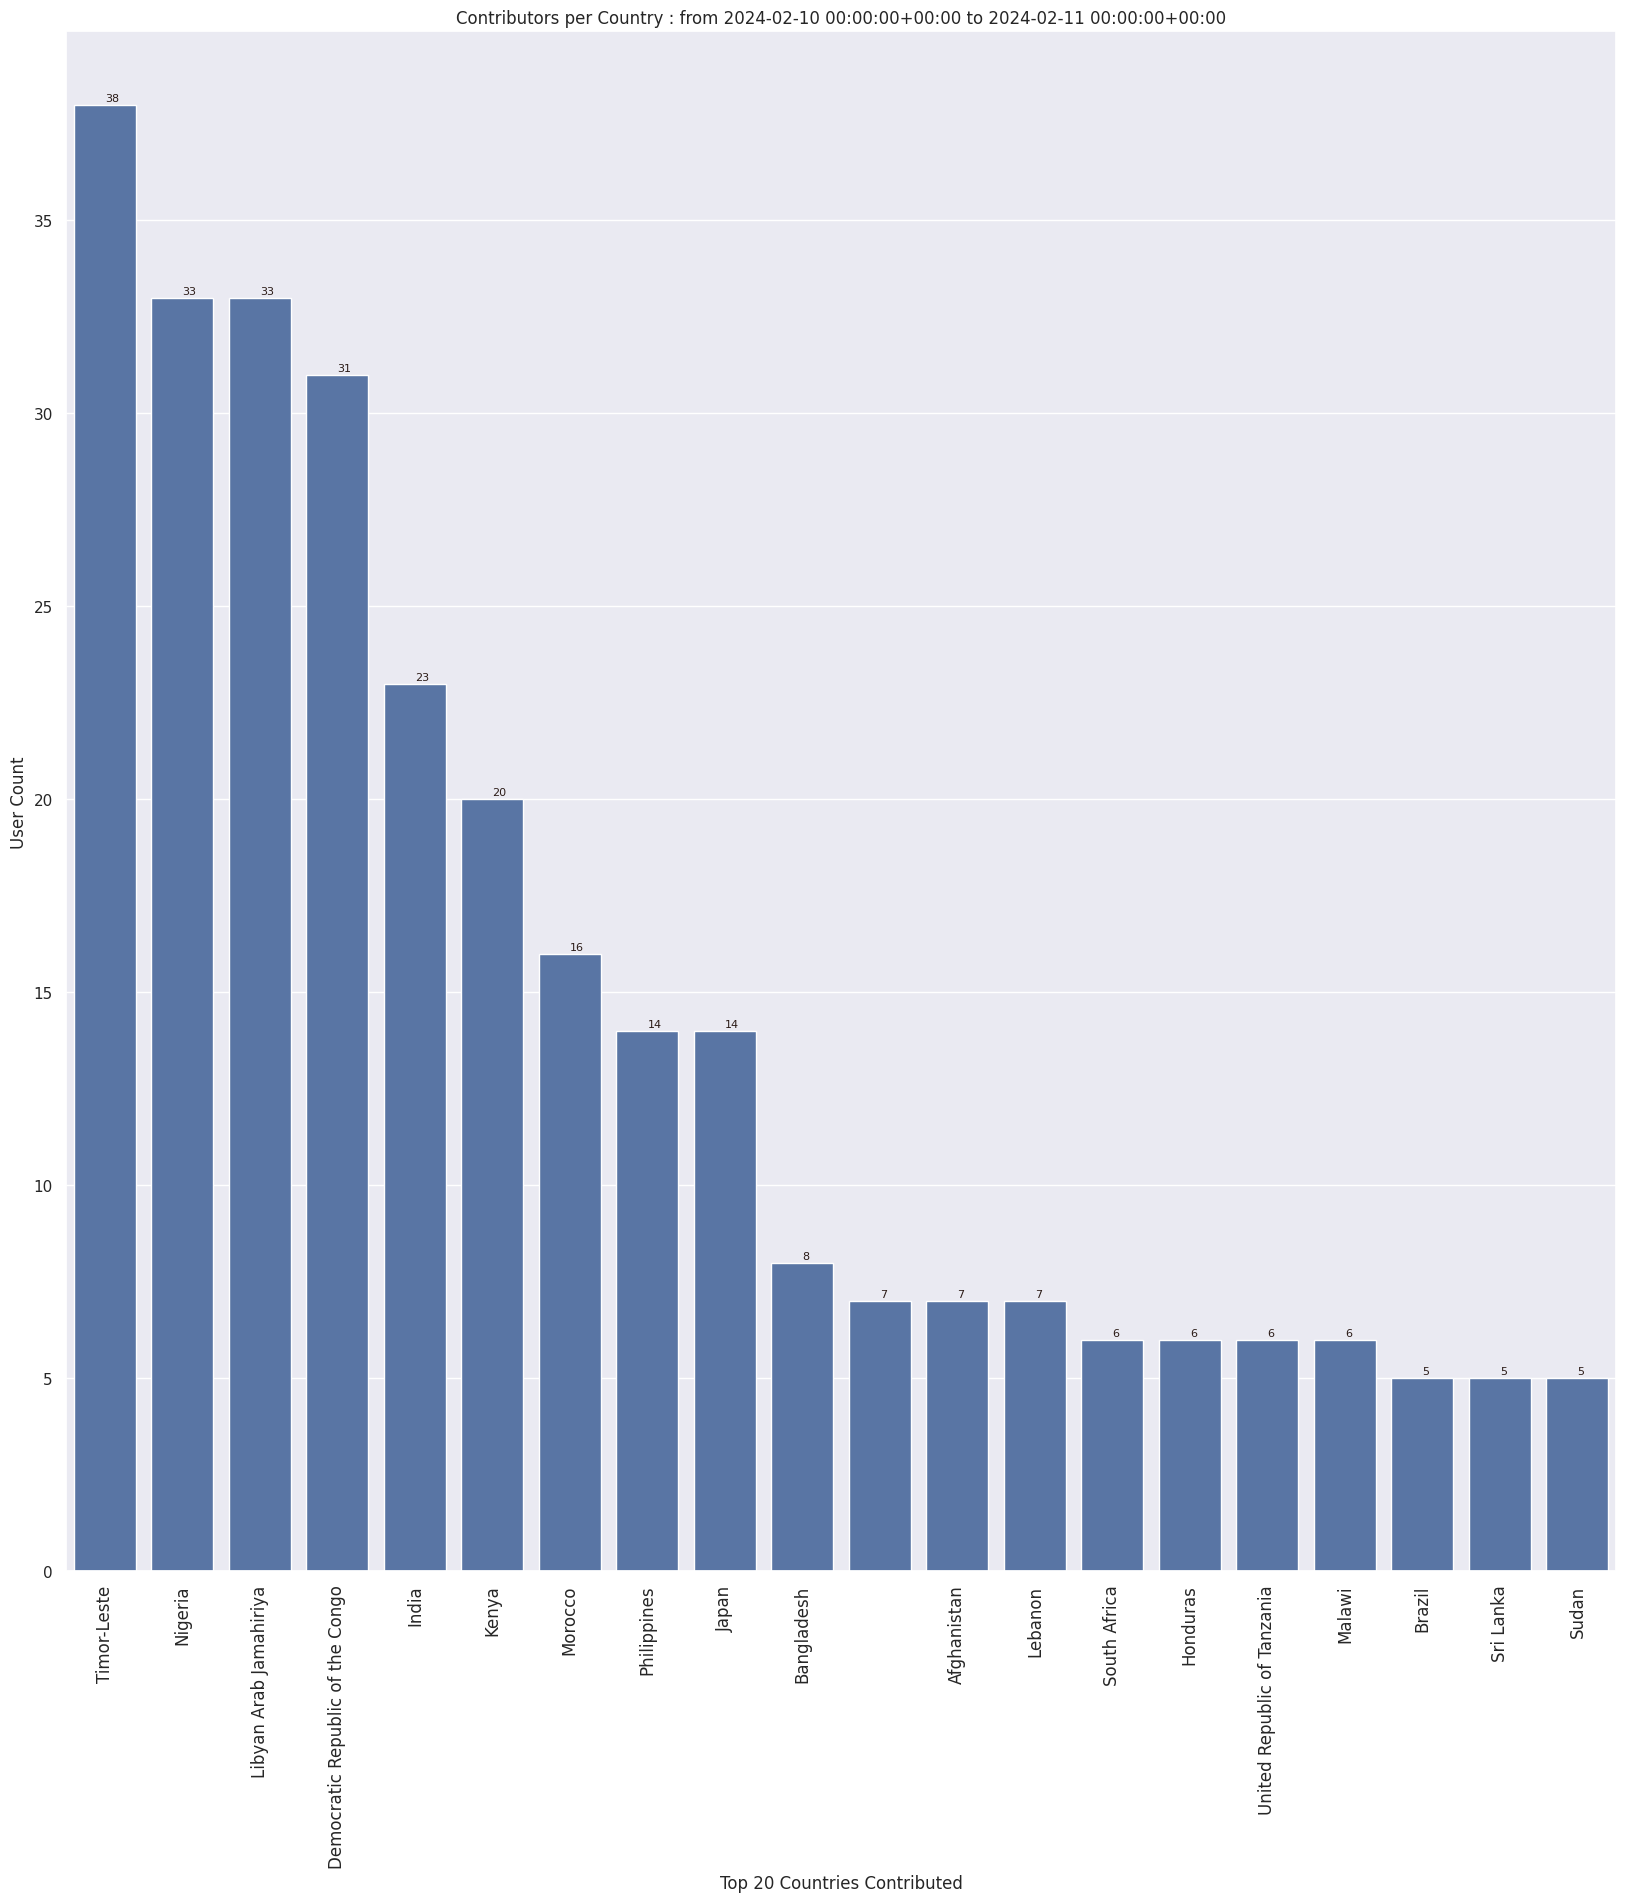 Contributors per Country : from 2024-02-10 00:00:00+00:00 to 2024-02-11 00:00:00+00:00
User Count
35
30
25
20
15
10
5
0
38
33
33
31
23
20
16
14
14
8
7
7
7
6
6
6
6
5
5
5
Timor-Leste
Nigeria
Libyan Arab Jamahiriya
Democratic Republic of the Congo
India
Kenya
Morocco
Philippines
Japan
Bangladesh
Afghanistan
Lebanon
South Africa
Honduras
United Republic of Tanzania
Malawi
Brazil
Sri Lanka
Sudan
Top 20 Countries Contributed